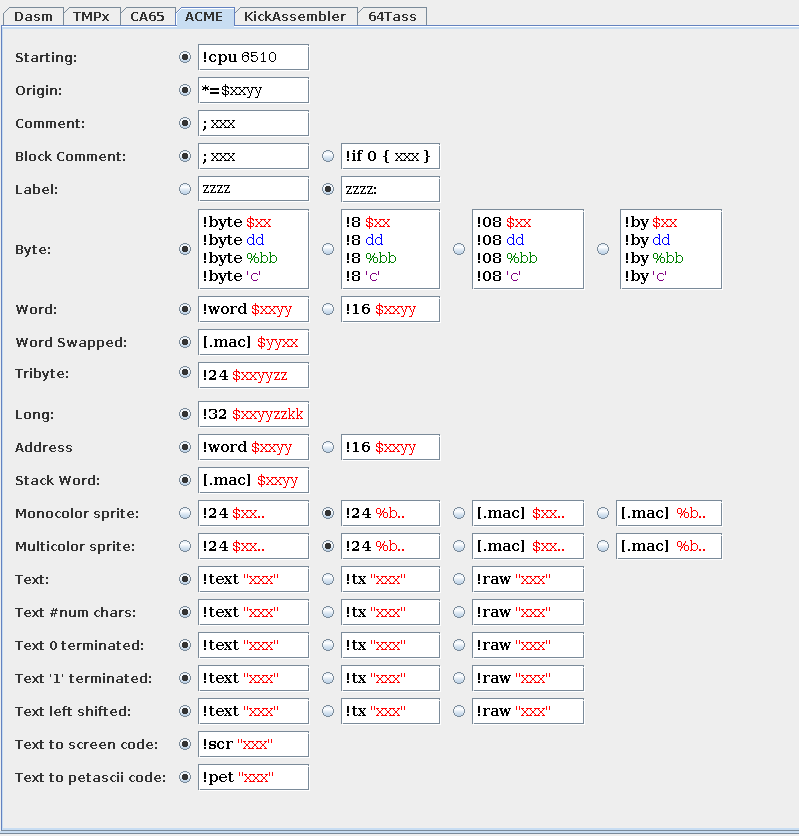 Dasm TMPx CA65 ACME KickAssembler 64Tass
Starting: !cpu 6510
Origin: *=$xxyy
Comment: ; xxx
Block Comment: ; xxx !if 0 { xxx }
Label: zzzz zzzz:
!byte $xx !8 $xx !08 $xx !by $xx
!byte dd !8 dd !08 dd !by dd
Byte:
!byte %bb !8 %bb !08 %bb !by %bb
!byte 'c' !8 'c' !08 'c' !by 'c'
Word: !word $xxyy !16 $xxyy
Word Swapped: [.mac] $yyxx
Tribyte: !24 $xxyyzz
Long: !32 $xxyyzzkk
Address !word $xxyy !16 $xxyy
Stack Word: [.mac] $xxyy
Monocolor sprite: !24 $xx.. !24 %b.. [.mac] $xx.. [.mac] %b..
Multicolor sprite: !24 $xx.. !24 %b.. [.mac] $xx.. [.mac] %b..
Text: !text "xxx" !tx "xxx" !raw "xxx"
Text #num chars: !text "xxx" !tx "xxx" !raw "xxx"
Text 0 terminated: !text "xxx" !tx "xxx" !raw "xxx"
Text '1' terminated: !text "xxx" !tx "xxx" !raw "xxx"
Text left shifted: !text "xxx" !tx "xxx" !raw "xxx"
Text to screen code: !scr "xxx"
Text to petascii code: !pet "xxx"